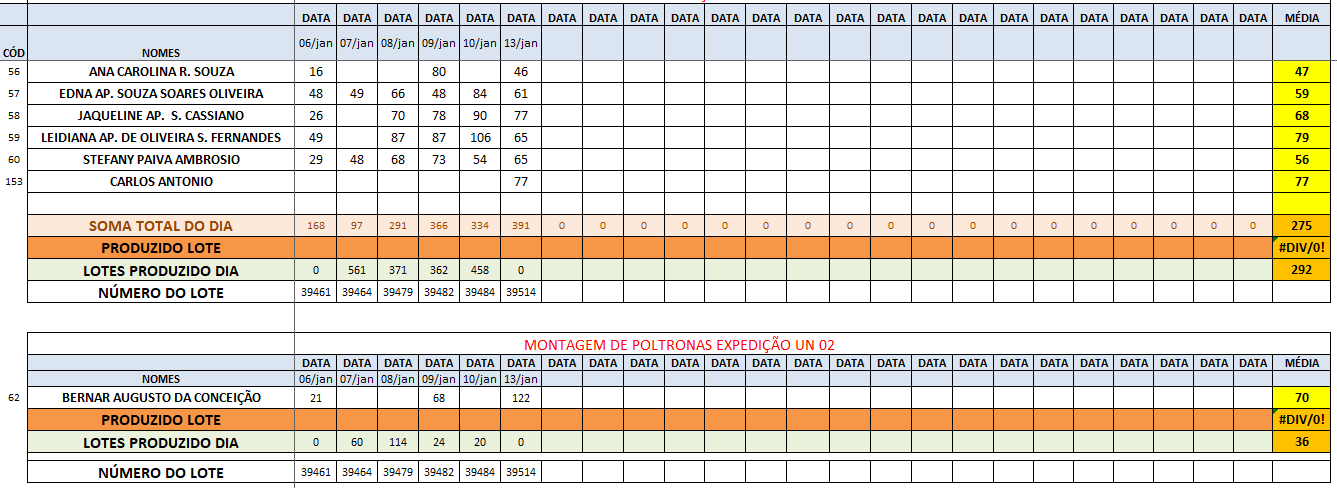 DATA DATA DATA DATA DATA DATA DATA DATA DATA DATA DATA DATA DATA DATA DATA DATA DATA DATA DATA DATA DATA DATA DATA DATA MÉDIA
CÓD NOMES 06/jan 07/jan 08/jan 09/jan 10/jan 13/jan
56 ANA CAROLINA R. SOUZA 16 80 46 47
57 EDNA AP. SOUZA SOARES OLIVEIRA 48 49 66 48 84 61 59
58 JAQUELINE AP. S. CASSIANO 26 70 78 90 77 68
59 LEIDIANA AP. DE OLIVEIRA S. FERNANDES 49 87 87 106 65 79
60 STEFANY PAIVA AMBROSIO 29 48 68 73 54 65 56
153 CARLOS ANTONIO 77 77
SOMA TOTAL DO DIA 168 97 291 366 334 391 0 0 0 0 0 0 0 0 0 0 0 0 0 0 0 0 0 0 275
PRODUZIDO LOTE #DIV/0!
LOTES PRODUZIDO DIA 0 561 371 362 458 0 292
NÚMERO DO LOTE 39461 39464 39479 39482 39484 39514
MONTAGEM DE POLTRONAS EXPEDIÇÃO UN 02
DATA DATA DATA DATA DATA DATA DATA DATA DATA DATA DATA DATA DATA DATA DATA DATA DATA DATA DATA DATA DATA DATA DATA DATA MÉDIA
NOMES 06/jan 07/jan 08/jan 09/jan 10/jan 13/jan
62 BERNAR AUGUSTO DA CONCEIÇÃO 21 68 122 70
PRODUZIDO LOTE #DIV/0!
LOTES PRODUZIDO DIA 0 60 114 24 20 0 36
NÚMERO DO LOTE 39461 39464 39479 39482 39484 39514